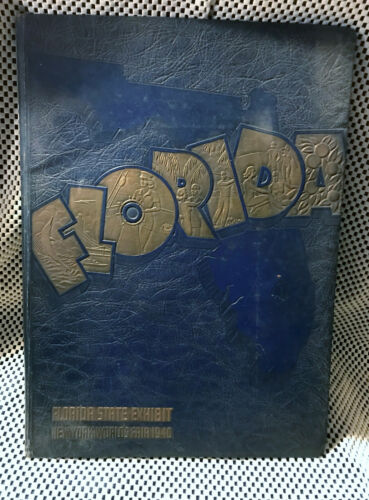 FLORIDA
FLORIDA STATE EXHIBIT
NEW YORK WORLD'S FAIR 1940